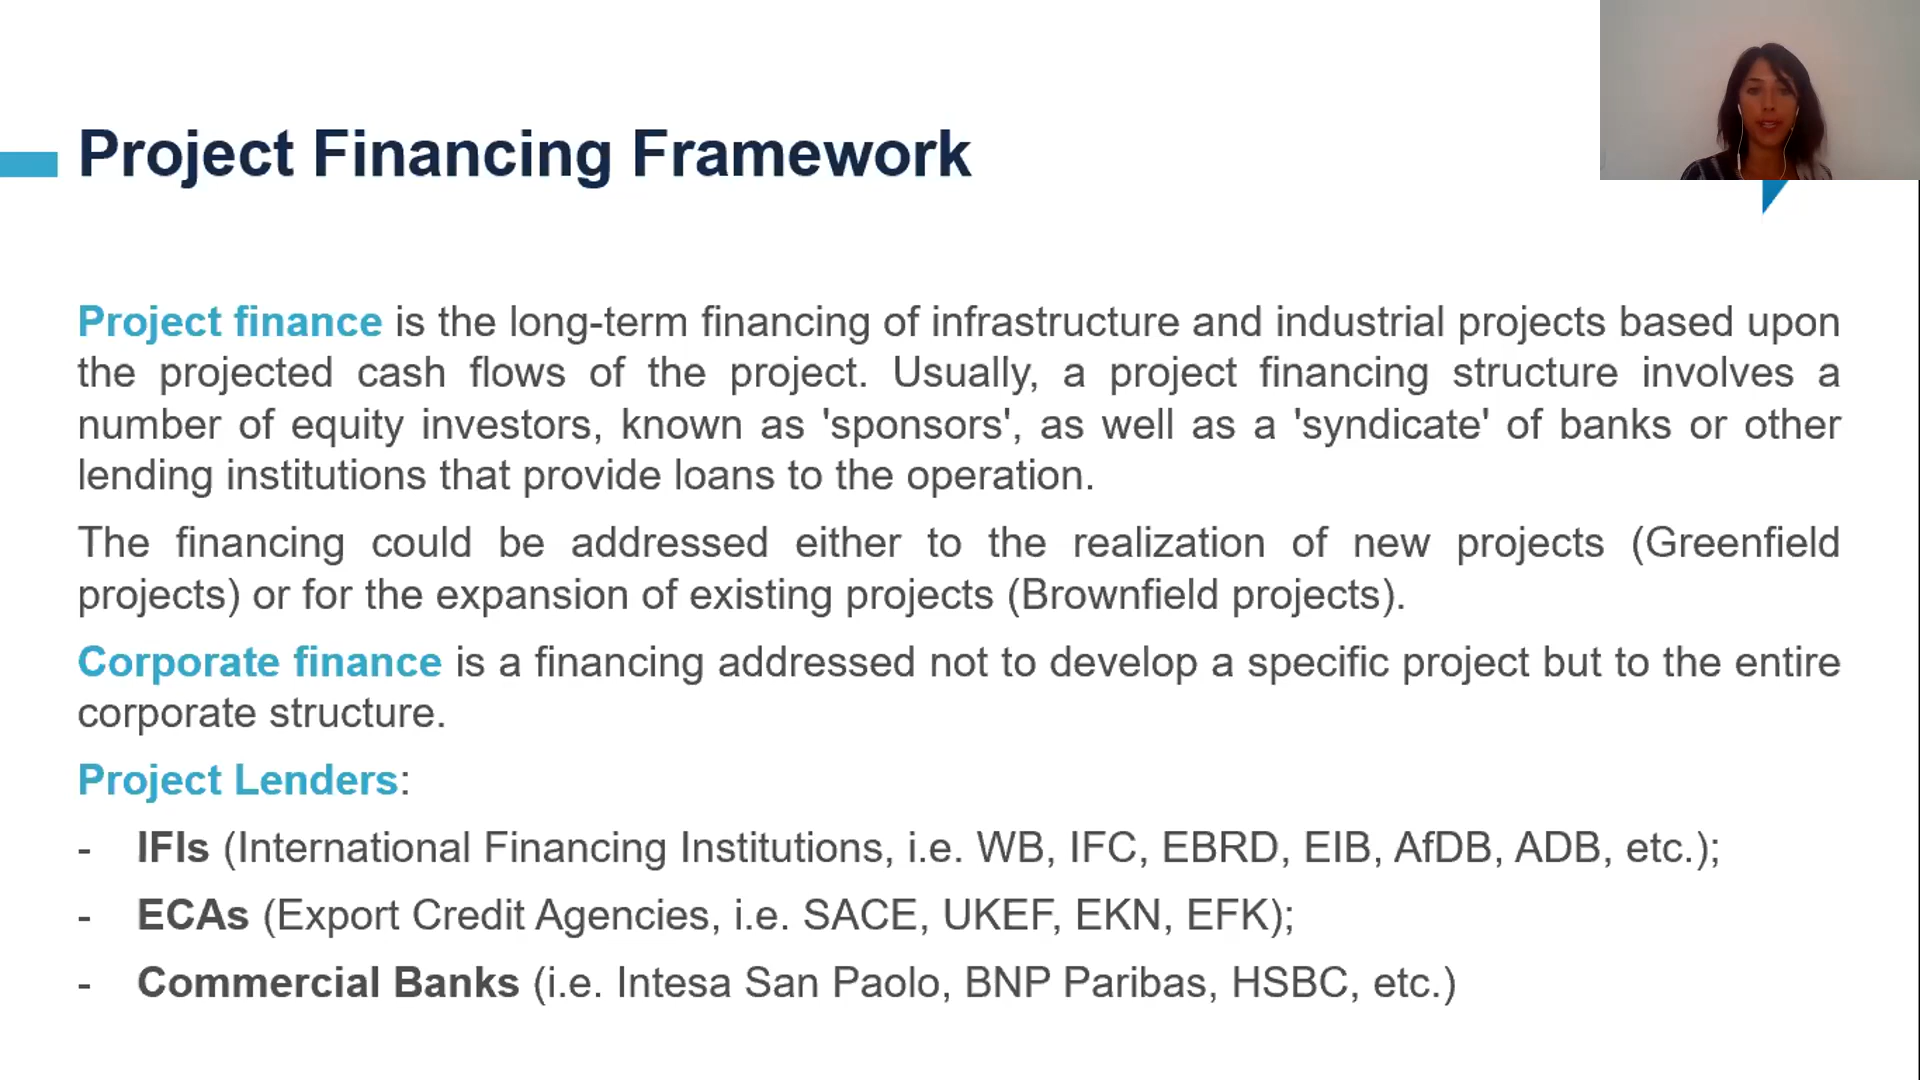 Project Financing Framework
Project finance is the long-term financing of infrastructure and industrial projects based upon
the projected cash flows of the project. Usually, a project financing structure involves a
number of equity investors, known as 'sponsors', as well as a 'syndicate' of banks or other
lending institutions that provide loans to the operation.
The financing could be addressed either to the realization of new projects (Greenfield
projects) or for the expansion of existing projects (Brownfield projects).
Corporate finance is a financing addressed not to develop a specific project but to the entire
corporate structure.
Project Lenders:
- IFIs (International Financing Institutions, i.e. WB, IFC, EBRD, EIB, AfDB, ADB, etc.);
- ECAs (Export Credit Agencies, i.e. SACE, UKEF, EKN, EFK);
- Commercial Banks (i.e. Intesa San Paolo, BNP Paribas, HSBC, etc.)